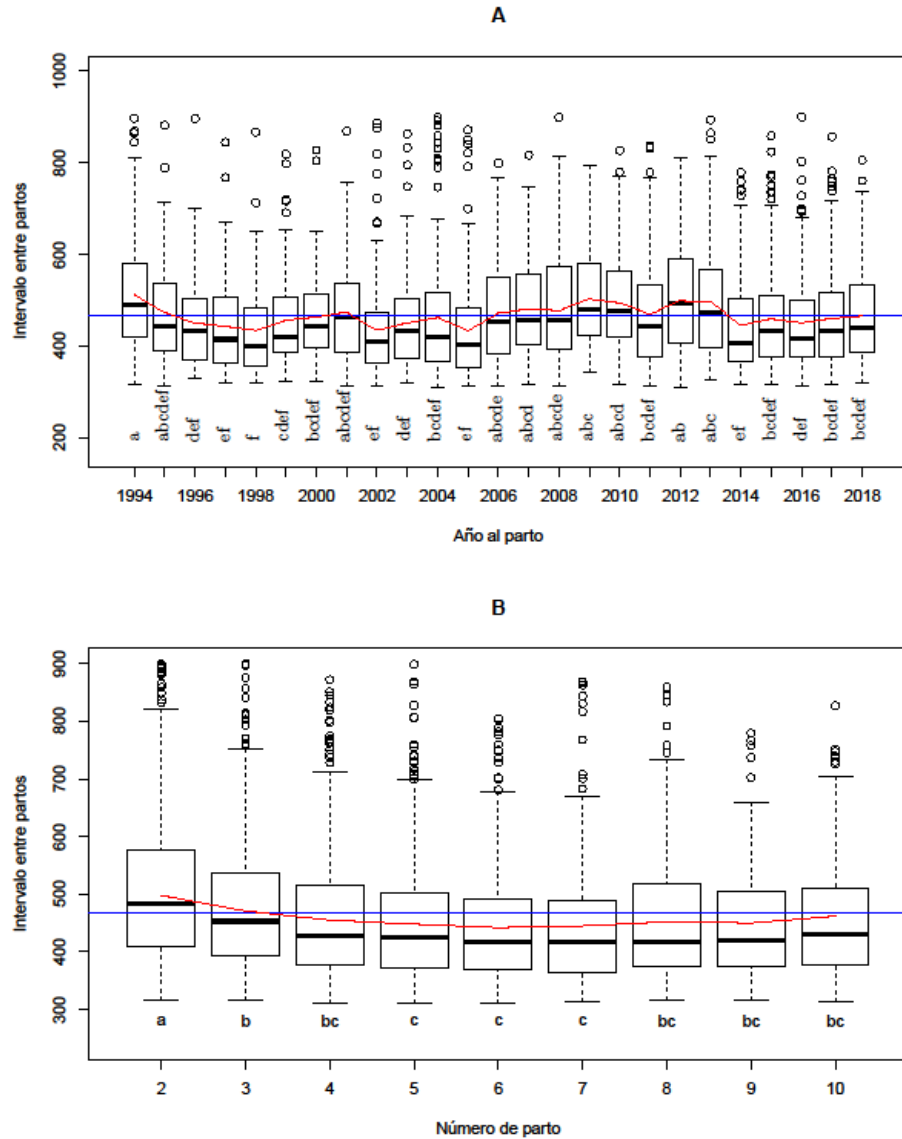 A
Intervalo entre partos
1000
800
600
400
200
a abcdef def ef f cdef bcdef abcdef ef def bcdef ef abcde abcd abcde abc abcd bcdef ab abc ef bcdef def bcdef bcdef
1994 1996 1998 2000 2002 2004 2006 2008 2010 2012 2014 2016 2018
Año al parto
B
Intervalo entre partos
900
800
700
600
500
400
300
a b bc c c c bc bc bc
2 3 4 5 6 7 8 9 10
Número de parto